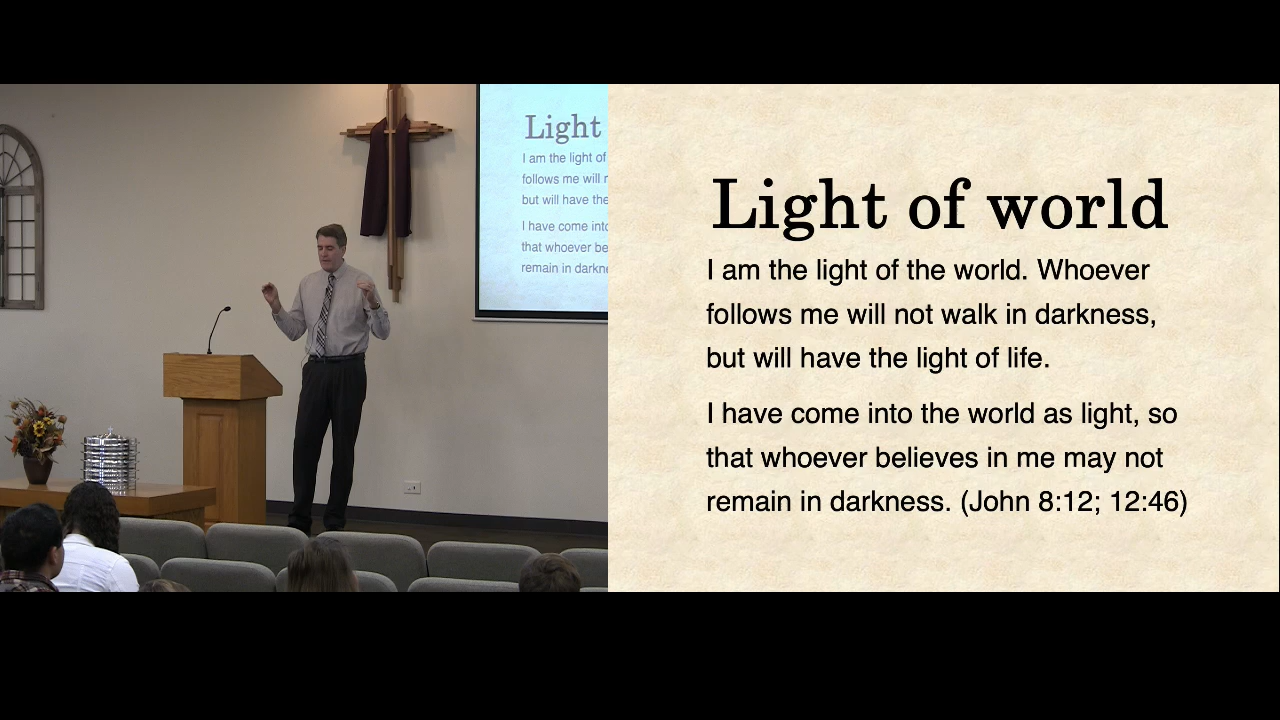 Light
I am the light of
follows me will
but will have the
I have come into
that whoever be
remain in darkne
Light of world
I am the light of the world. Whoever
follows me will not walk in darkness,
but will have the light of life.
I have come into the world as light, so
that whoever believes in me may not
remain in darkness. (John 8:12; 12:46)